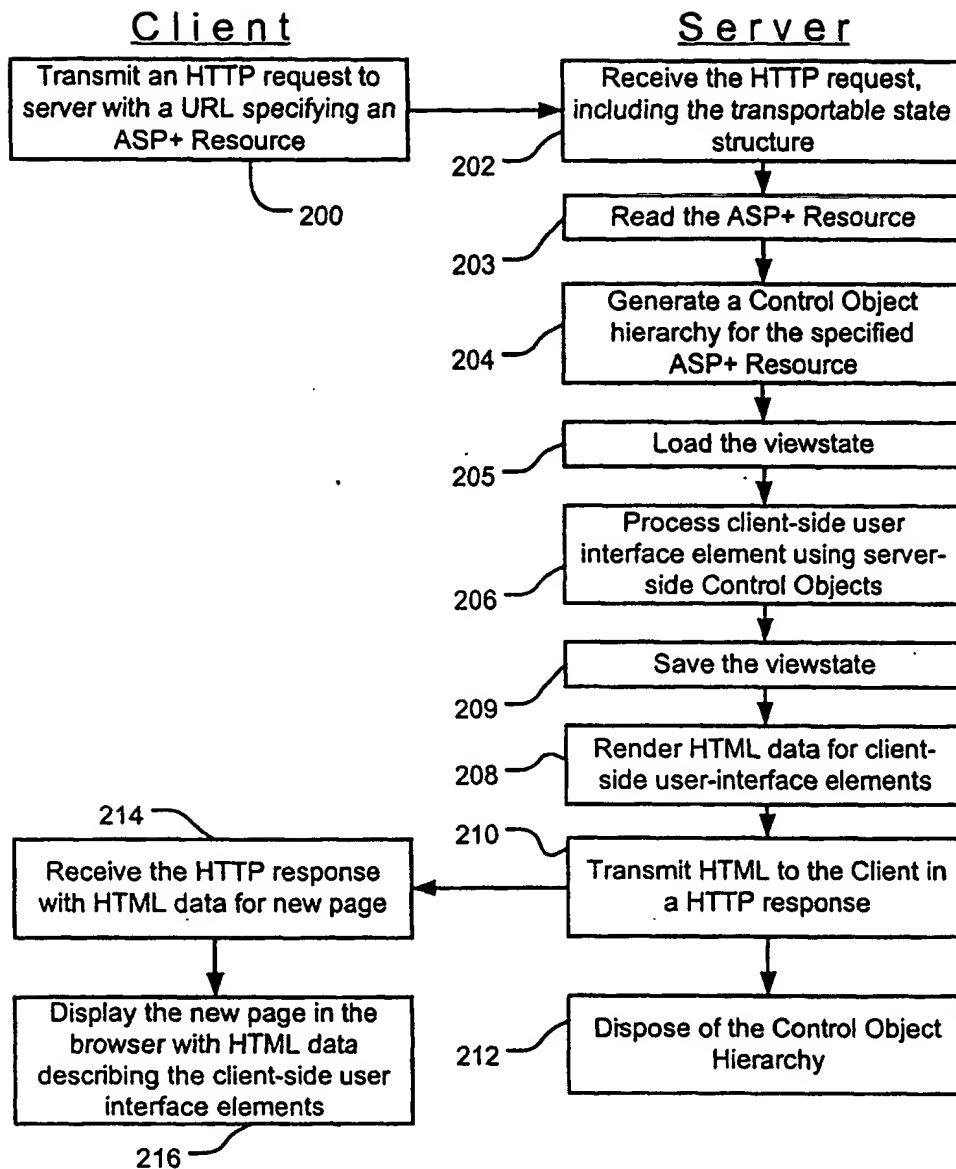 Client
Server
Transmit an HTTP request to
server with a URL specifying an
ASP+ Resource
200
Receive the HTTP request,
including the transportable state
structure
202
Read the ASP+ Resource
203
Generate a Control Object
hierarchy for the specified
ASP+ Resource
204
Load the viewstate
205
Process client-side user
interface element using server-
side Control Objects
206
Save the viewstate
209
Render HTML data for client-
side user-interface elements
208
214
Receive the HTTP response
with HTML data for new page
210
Transmit HTML to the Client in
a HTTP response
Display the new page in the
browser with HTML data
describing the client-side user
interface elements
216
Dispose of the Control Object
Hierarchy
212